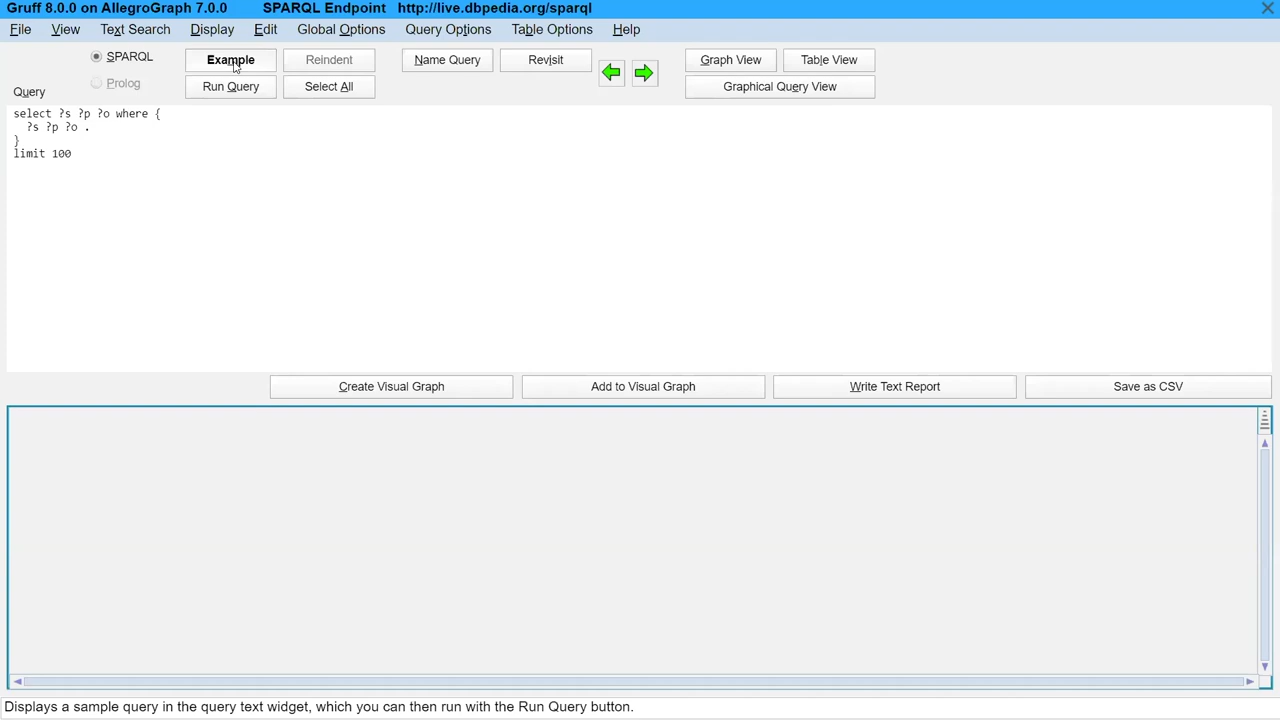 Gruff 8.0.0 on AllegroGraph 7.0.0 SPARQL Endpoint http://live.dbpedia.org/sparql
File View Text Search Display Edit Global Options Query Options Table Options Help
SPARQL Example Reindent Name Query Revisit Graph View Table View
Prolog Run Query Select All Graphical Query View
Query
select ?s ?p ?o where {
?s ?p ?o .
}
limit 100
Create Visual Graph Add to Visual Graph Write Text Report Save as CSV
Displays a sample query in the query text widget, which you can then run with the Run Query button.